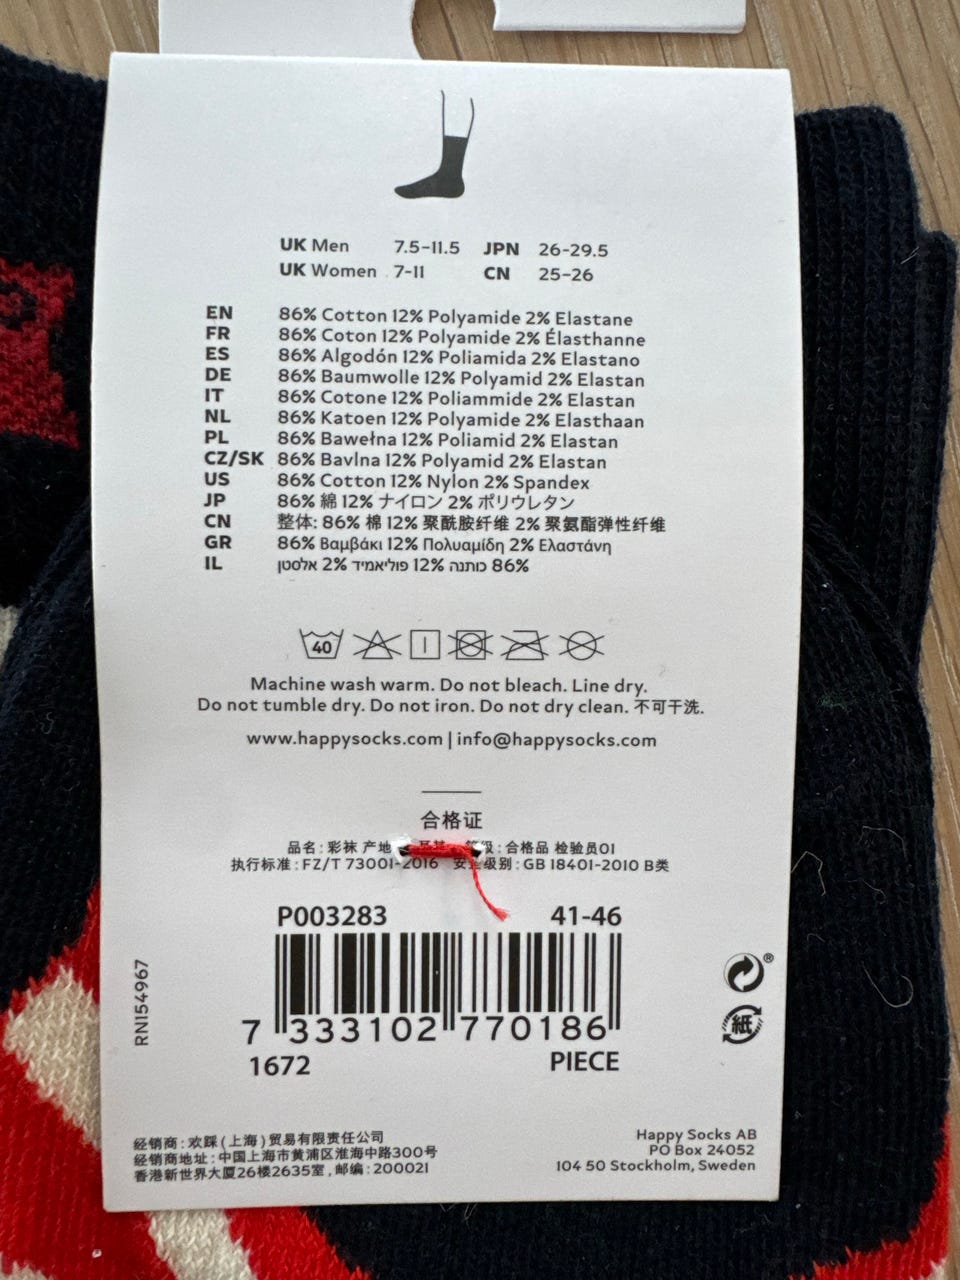 UK Men 7.5-11.5 JPN 26-29.5
UK Women 7-11 CN 25-26
EN 86% Cotton 12% Polyamide 2% Elastane
FR 86% Coton 12% Polyamide 2% Élasthanne
ES 86% Algodón 12% Poliamida 2% Elastano
DE 86% Baumwolle 12% Polyamid 2% Elastan
IT 86% Cotone 12% Poliammide 2% Elastan
NL 86% Katoen 12% Polyamide 2% Elasthaan
PL 86% Bawełna 12% Poliamid 2% Elastan
CZ/SK 86% Bavlna 12% Polyamid 2% Elastan
US 86% Cotton 12% Nylon 2% Spandex
JP 86% 綿 12% ナイロン 2% ポリウレタン
CN 整体: 86% 棉 12% 聚酰胺纤维 2% 聚氨酯弹性纤维
GR 86% Βαμβάκι 12% Πολυαμίδη 2% Ελαστάνη
IL 86% כותנה 12% פוליאמיד 2% אלסטן
40
Machine wash warm. Do not bleach. Line dry.
Do not tumble dry. Do not iron. Do not dry clean. 不可干洗.
www.happysocks.com | info@happysocks.com
合格证
品名: 彩袜 产地 级: 合格品 检验员01
执行标准: FZ/T 73001-2016 安全级别: GB 18401-2010 B类
P003283 41-46
7 333102 770186
1672 PIECE
RN154967
紙
经销商: 欢踩(上海)贸易有限责任公司
经销商地址: 中国上海市黄浦区淮海中路300号
香港新世界大厦26楼2635室, 邮编: 200021
Happy Socks AB
PO Box 24052
104 50 Stockholm, Sweden